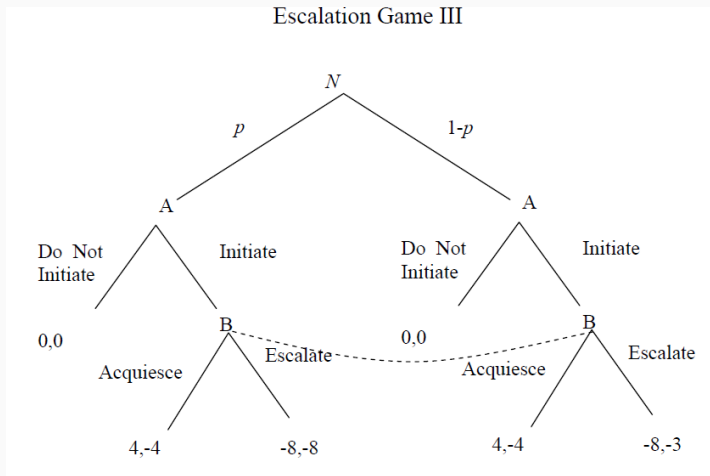 Escalation Game III
N
p
1-p
A
A
Do Not
Initiate
Initiate
Do Not
Initiate
Initiate
0,0
B
0,0
B
Acquiesce
Escalate
Acquiesce
Escalate
4,-4
-8,-8
4,-4
-8,-3